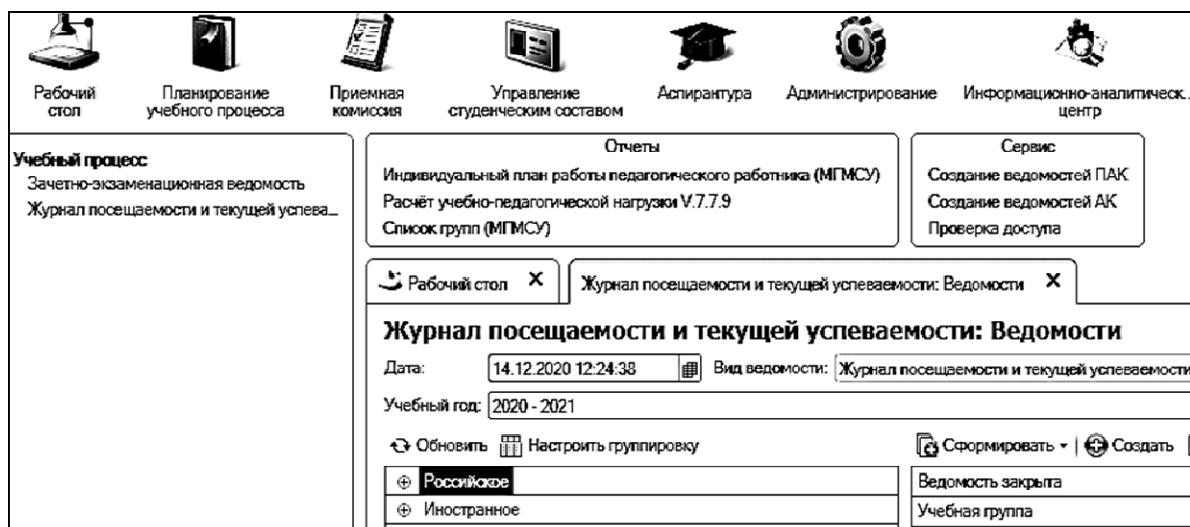 Рабочий стол
Планирование учебного процесса
Приемная комиссия
Управление студенческим составом
Аспирантура
Администрирование
Информационно-аналитическ... центр
Учебный процесс
Зачетно-экзаменационная ведомость
Журнал посещаемости и текущей успева...
Отчеты
Индивидуальный план работы педагогического работника (МГМСУ)
Расчёт учебно-педагогической нагрузки V.7.7.9
Список групп (МГМСУ)
Сервис
Создание ведомостей ПАК
Создание ведомостей АК
Проверка доступа
Рабочий стол X
Журнал посещаемости и текущей успеваемости: Ведомости X
Журнал посещаемости и текущей успеваемости: Ведомости
Дата: 14.12.2020 12:24:38 Вид ведомости: Журнал посещаемости и текущей успеваемости
Учебный год: 2020 - 2021
Обновить Настроить группировку Сформировать Создать
Российское
Иностранное
Ведомость закрыта
Учебная группа